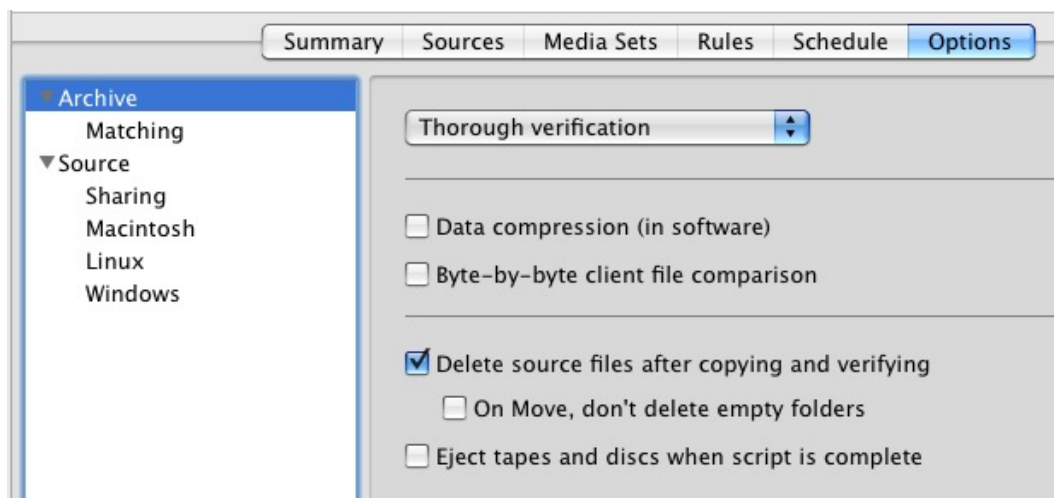 Summary Sources Media Sets Rules Schedule Options
Archive
Matching
Source
Sharing
Macintosh
Linux
Windows
Thorough verification
Data compression (in software)
Byte-by-byte client file comparison
Delete source files after copying and verifying
On Move, don't delete empty folders
Eject tapes and discs when script is complete